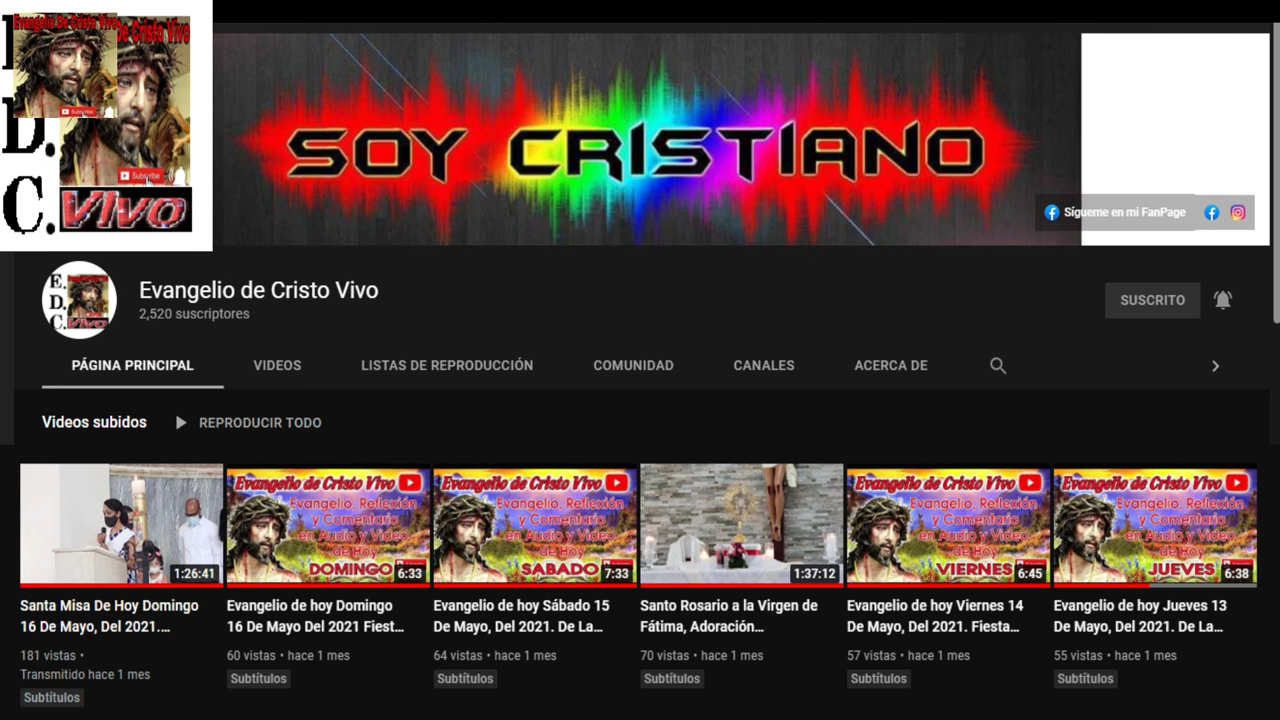 Evangelio De Cristo Vivo
De Cristo Vivo
Subscribe
D.
Subscribe
C. Vivo
SOY CRISTIANO
Sígueme en mi FanPage
E.
D.
C. Vivo
Evangelio de Cristo Vivo
2,520 suscriptores
SUSCRITO
PÁGINA PRINCIPAL VIDEOS LISTAS DE REPRODUCCIÓN COMUNIDAD CANALES ACERCA DE
Videos subidos REPRODUCIR TODO
1:26:41
Evangelio de Cristo Vivo
Evangelio, Reflexión
y Comentario
en Audio y Video
de Hoy
DOMINGO 6:33
Evangelio de Cristo Vivo
Evangelio, Reflexión
y Comentario
en Audio y Video
de Hoy
SABADO 7:33
1:37:12
Evangelio de Cristo Vivo
Evangelio, Reflexión
y Comentario
en Audio y Video
de Hoy
VIERNES 6:45
Evangelio de Cristo Vivo
Evangelio, Reflexión
y Comentario
en Audio y Video
de Hoy
JUEVES 6:38
Santa Misa De Hoy Domingo
16 De Mayo, Del 2021....
181 vistas •
Transmitido hace 1 mes
Subtítulos
Evangelio de hoy Domingo
16 De Mayo Del 2021 Fiest...
60 vistas • hace 1 mes
Subtítulos
Evangelio de hoy Sábado 15
De Mayo, Del 2021. De La...
64 vistas • hace 1 mes
Subtítulos
Santo Rosario a la Virgen de
Fátima, Adoración...
70 vistas • hace 1 mes
Subtítulos
Evangelio de hoy Viernes 14
De Mayo, Del 2021. Fiesta...
57 vistas • hace 1 mes
Subtítulos
Evangelio de hoy Jueves 13
De Mayo, Del 2021. De La...
55 vistas • hace 1 mes
Subtítulos